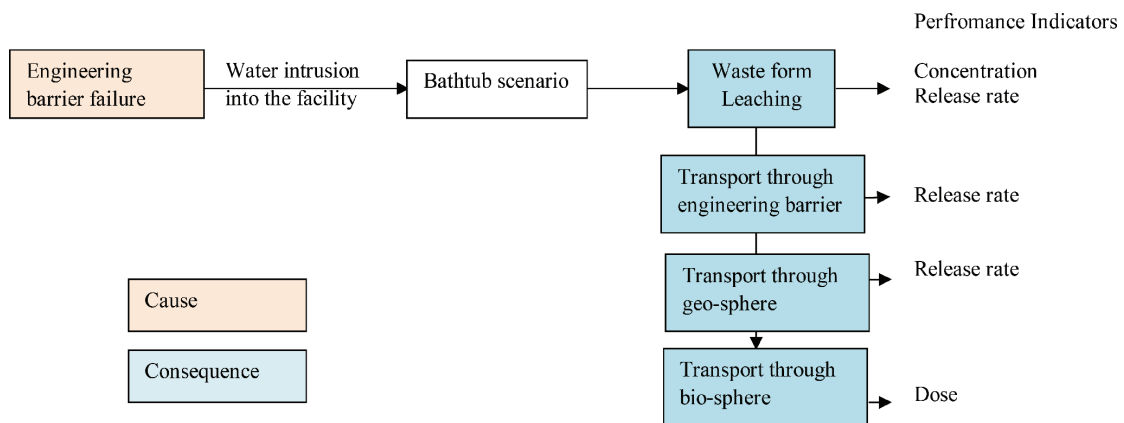 Perfromance Indicators
Engineering
barrier failure
Water intrusion
into the facility
Bathtub scenario
Waste form
Leaching
Concentration
Release rate
Transport through
engineering barrier
Release rate
Transport through
geo-sphere
Release rate
Cause
Consequence
Transport through
bio-sphere
Dose